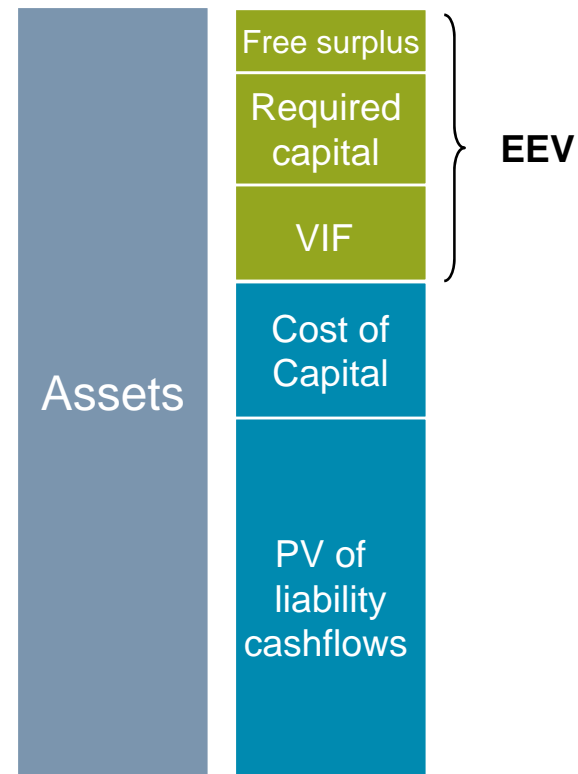 Free surplus
Required
capital
EEV
VIF
Cost of
Capital
Assets
PV of
liability
cashflows